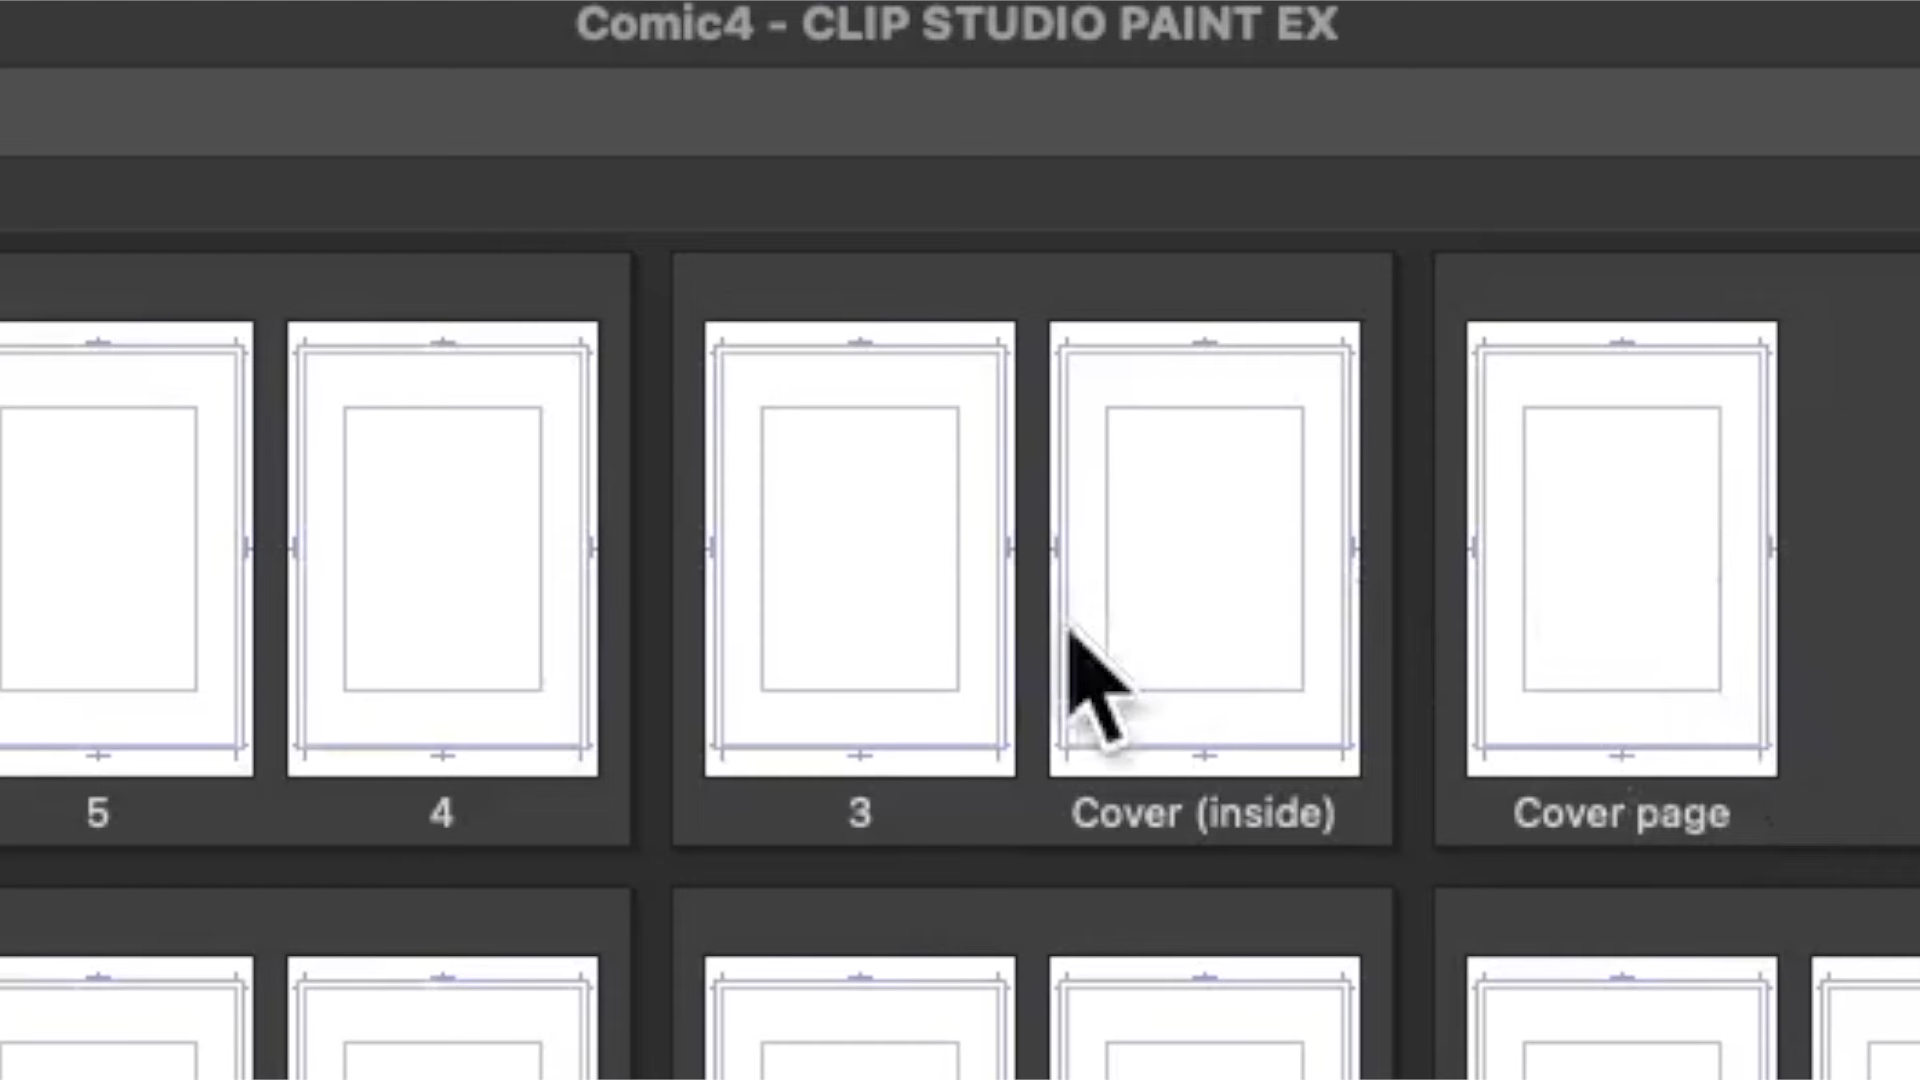 Comic4 - CLIP STUDIO PAINT EX
5
4
3
Cover (inside)
Cover page